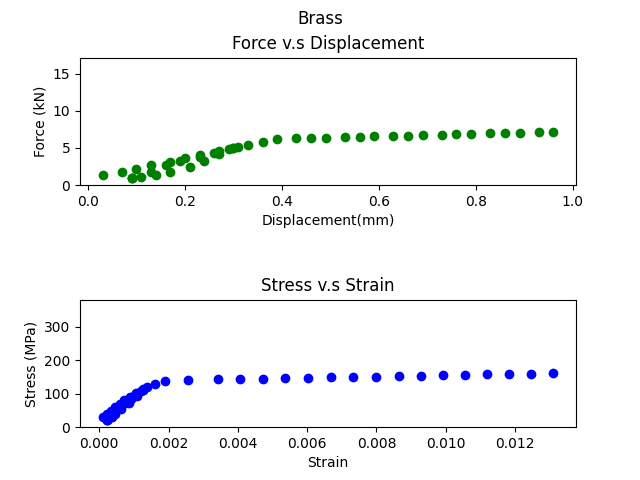 Brass
Force v.s Displacement
15
10
5
0
Force (kN)
0.0 0.2 0.4 0.6 0.8 1.0
Displacement(mm)
Stress v.s Strain
300
200
100
0
Stress (MPa)
0.000 0.002 0.004 0.006 0.008 0.010 0.012
Strain